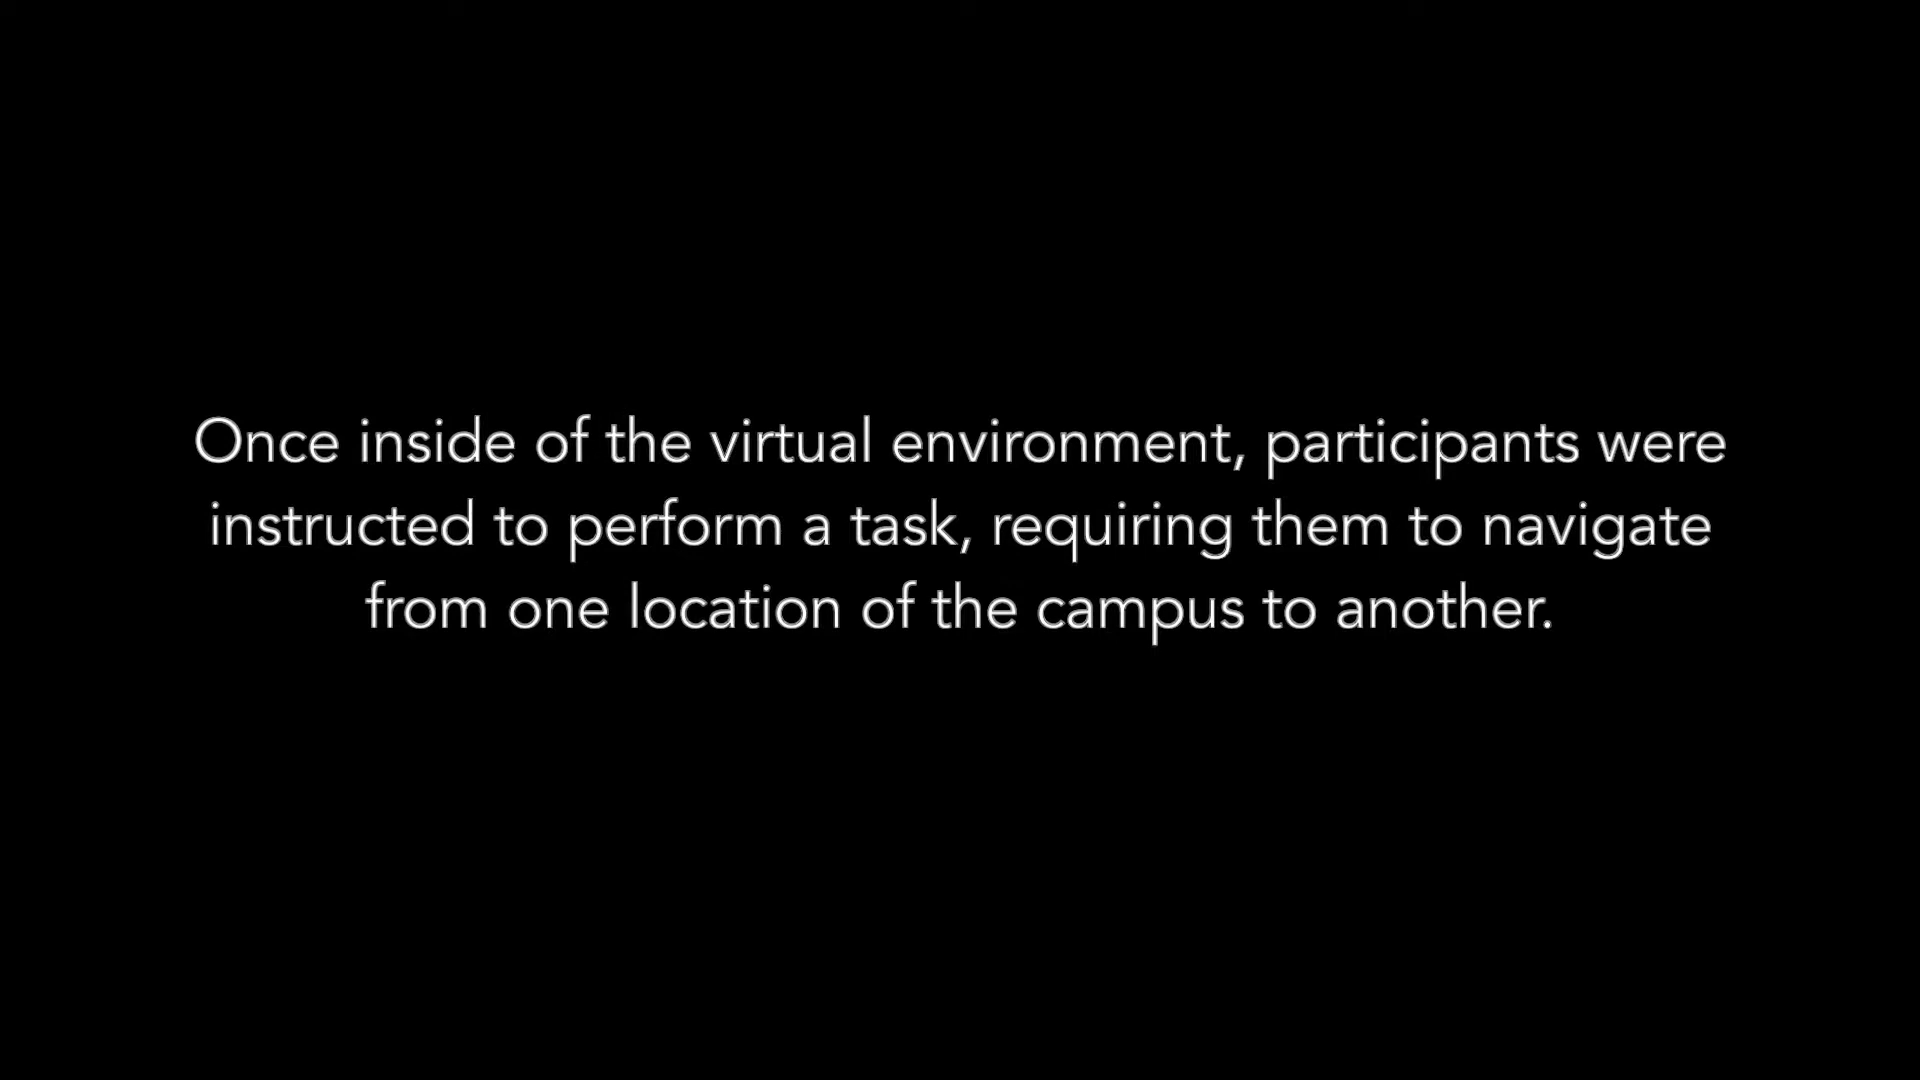 Once inside of the virtual environment, participants were
instructed to perform a task, requiring them to navigate
from one location of the campus to another.